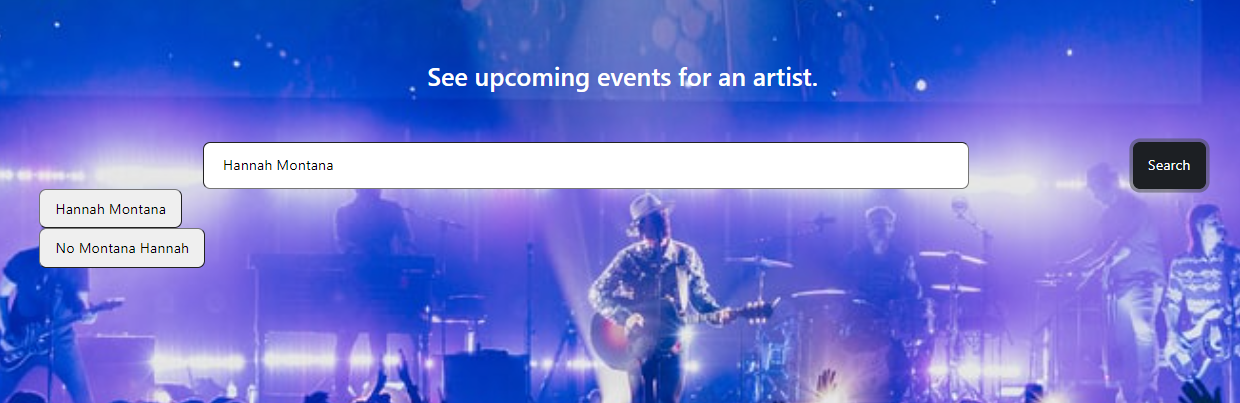 See upcoming events for an artist.
Hannah Montana
Search
Hannah Montana
No Montana Hannah